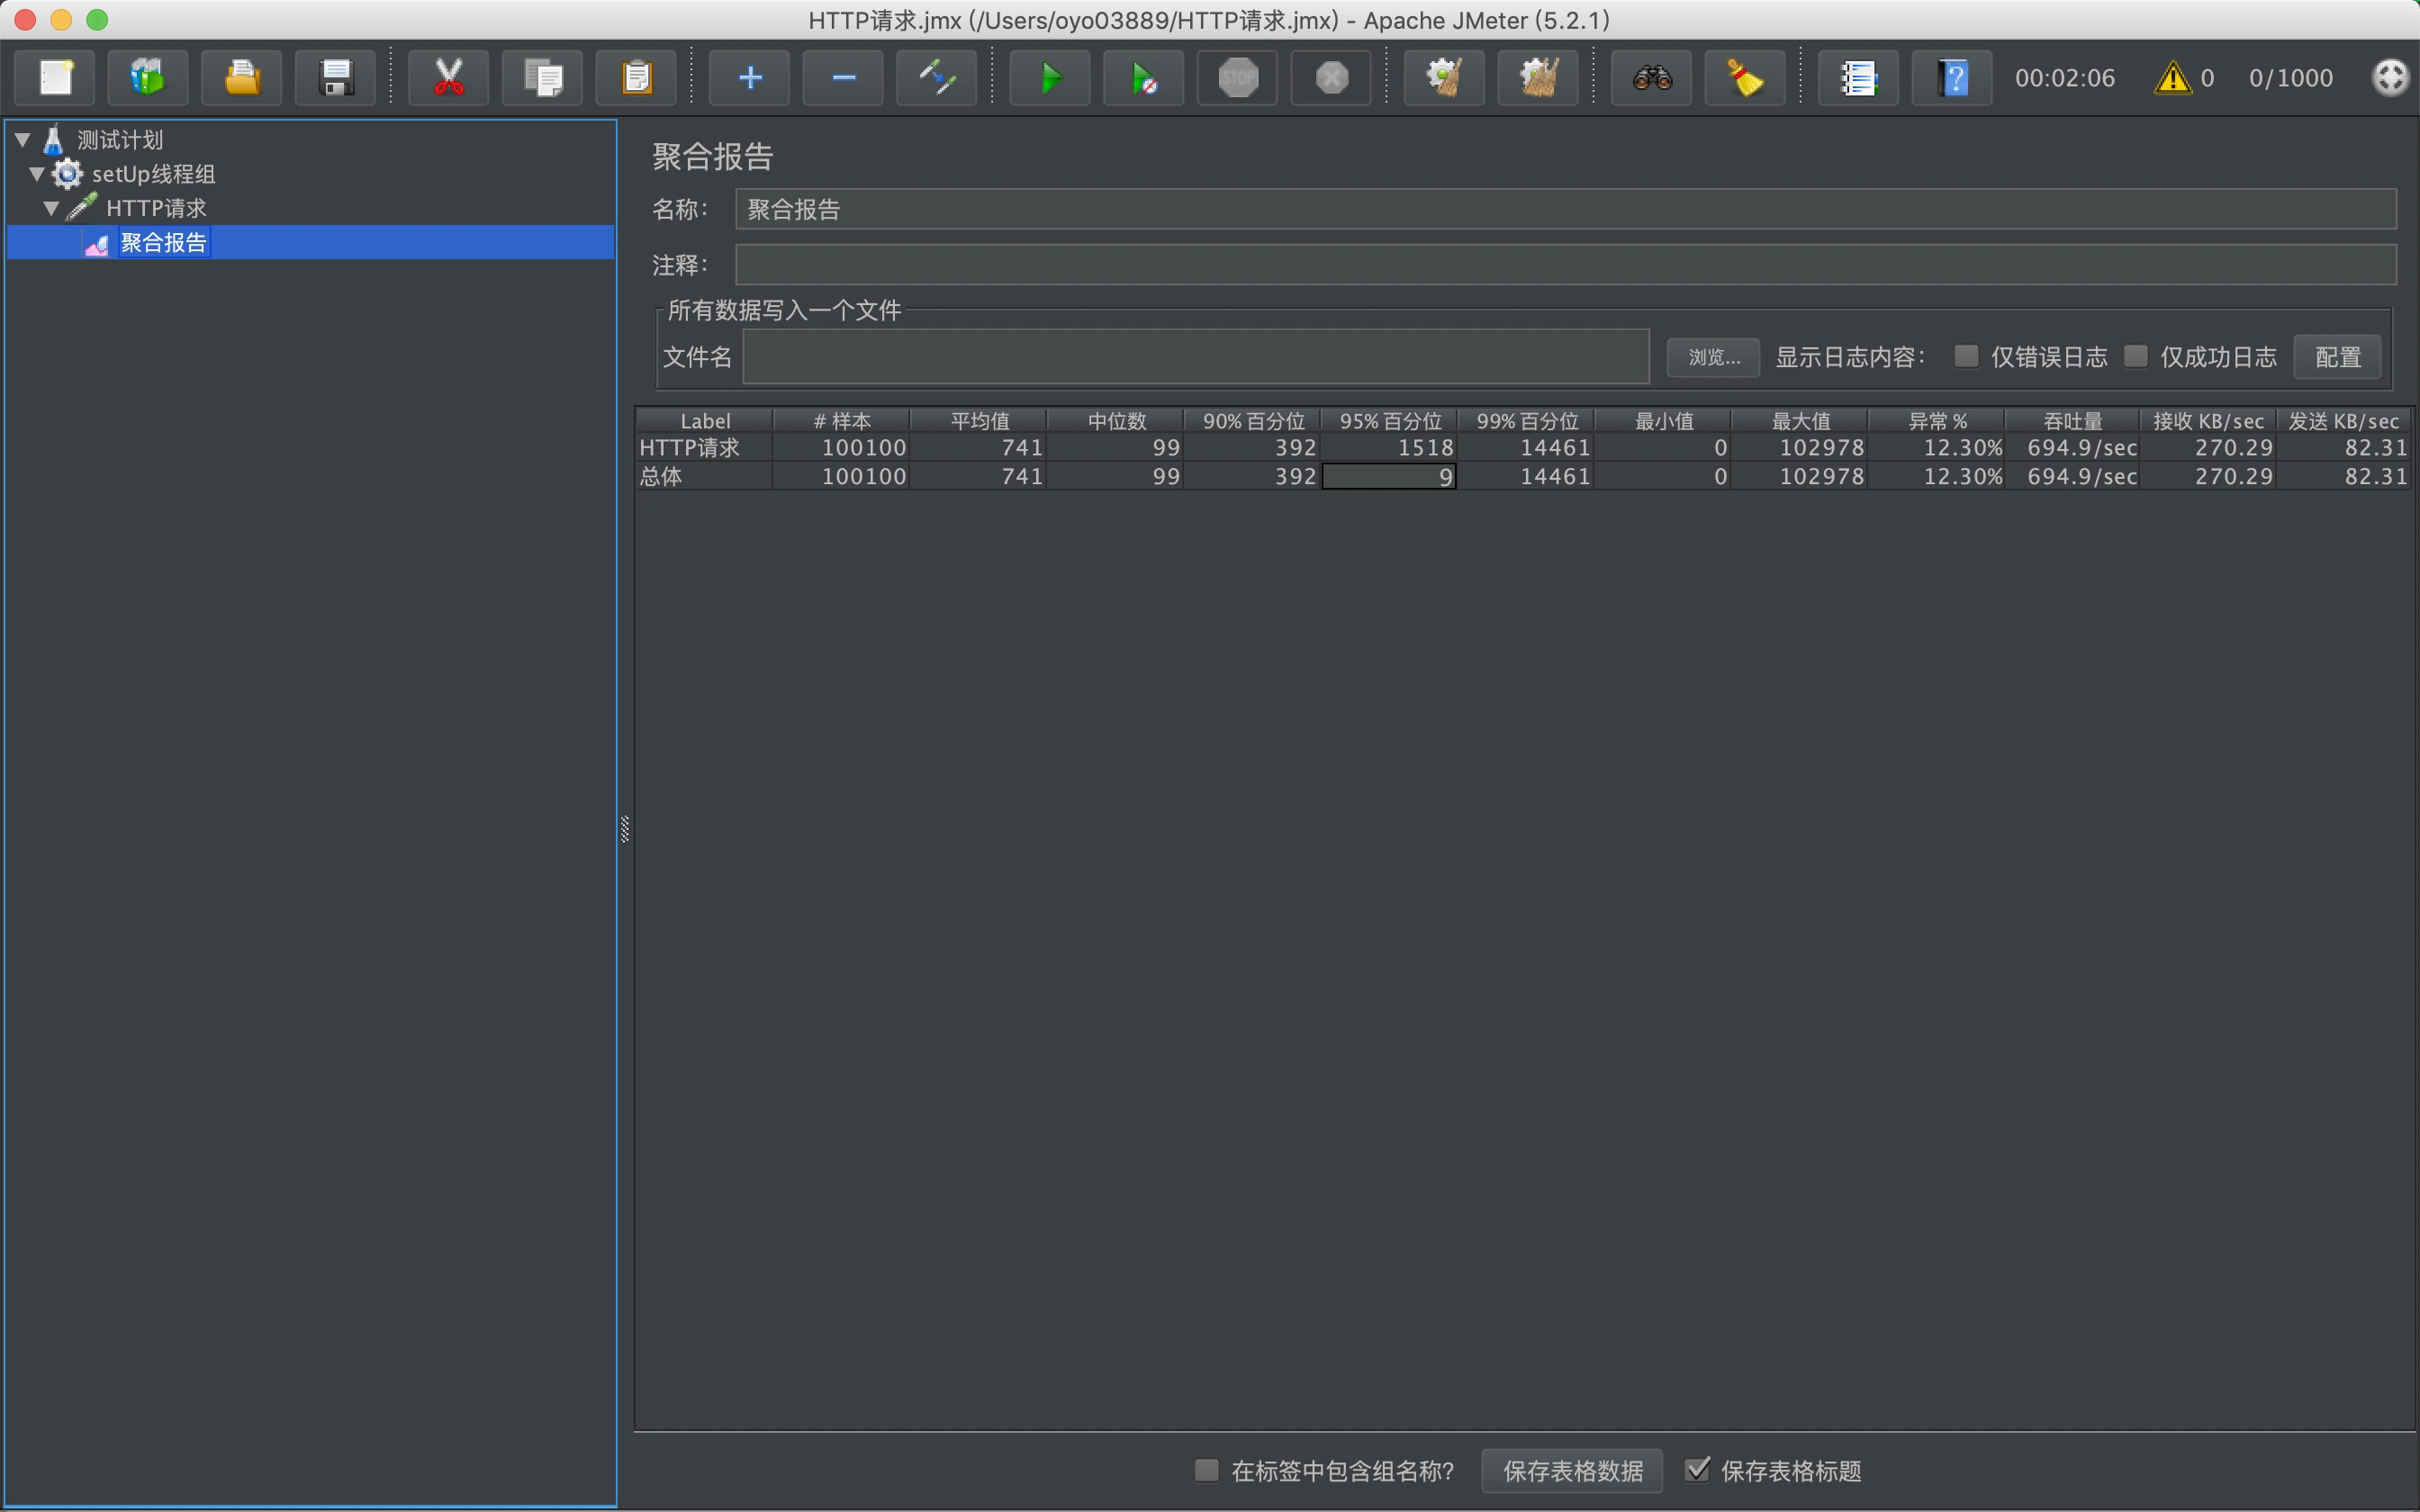 HTTP请求.jmx (/Users/oyo03889/HTTP请求.jmx) - Apache JMeter (5.2.1)
STOP
00:02:06 0 0/1000
测试计划
setUp线程组
HTTP请求
聚合报告
聚合报告
名称： 聚合报告
注释：
所有数据写入一个文件
文件名 浏览... 显示日志内容： 仅错误日志 仅成功日志 配置
Label # 样本 平均值 中位数 90% 百分位 95% 百分位 99% 百分位 最小值 最大值 异常 % 吞吐量 接收 KB/sec 发送 KB/sec
HTTP请求 100100 741 99 392 1518 14461 0 102978 12.30% 694.9/sec 270.29 82.31
总体 100100 741 99 392 9 14461 0 102978 12.30% 694.9/sec 270.29 82.31
在标签中包含组名称? 保存表格数据 保存表格标题